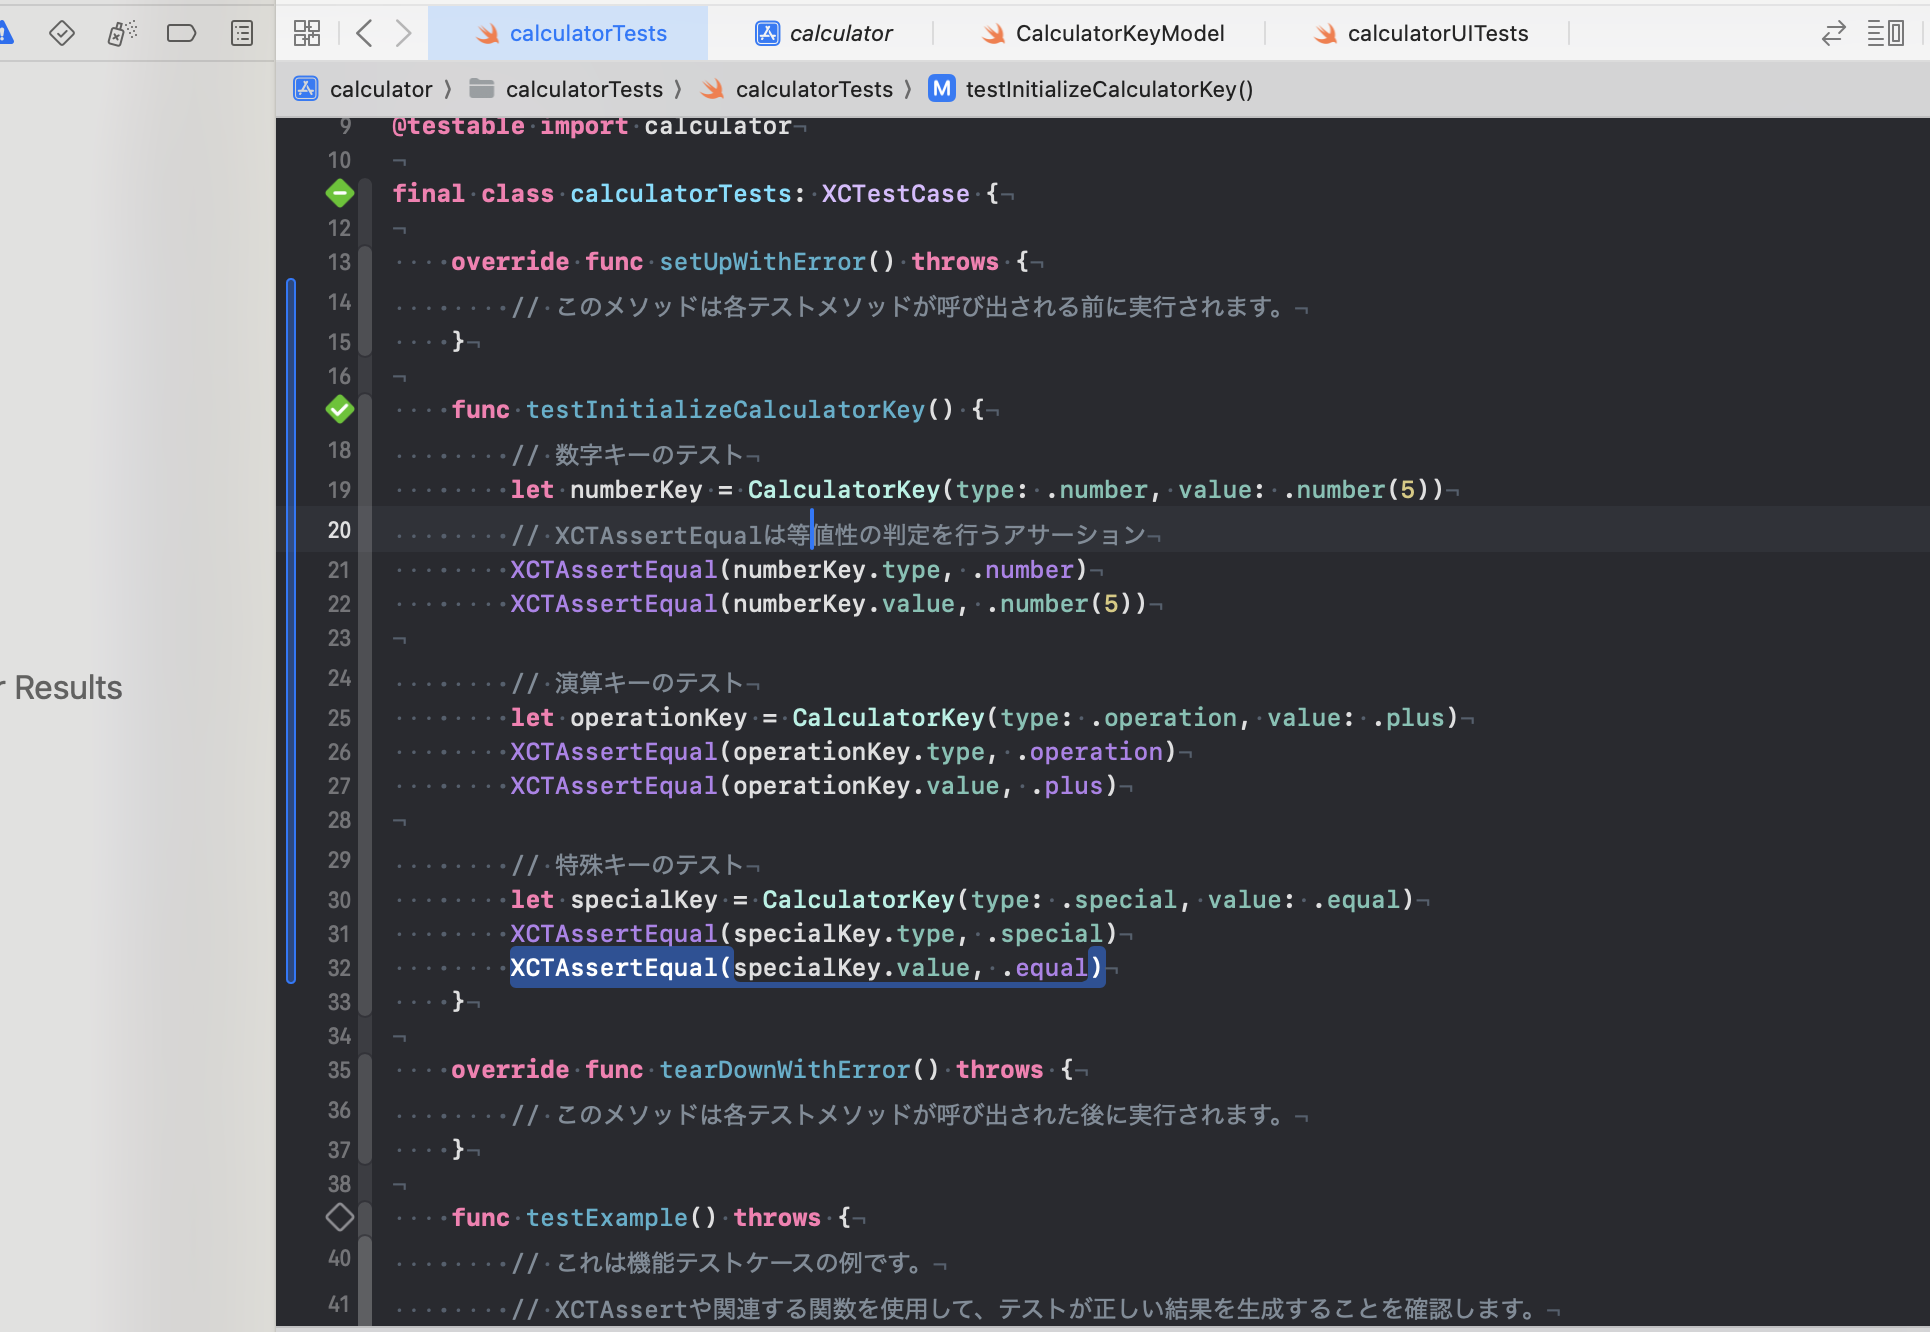 calculatorTests calculator CalculatorKeyModel calculatorUITests
calculator 〉 calculatorTests 〉 calculatorTests 〉 M testInitializeCalculatorKey()
9 @testable import calculator
10
final class calculatorTests: XCTestCase {
12
13 override func setUpWithError() throws {
14 // このメソッドは各テストメソッドが呼び出される前に実行されます。
15 }
16
func testInitializeCalculatorKey() {
18 // 数字キーのテスト
19 let numberKey = CalculatorKey(type: .number, value: .number(5))
20 // XCTAssertEqualは等値性の判定を行うアサーション
21 XCTAssertEqual(numberKey.type, .number)
22 XCTAssertEqual(numberKey.value, .number(5))
23
24 // 演算キーのテスト
25 let operationKey = CalculatorKey(type: .operation, value: .plus)
26 XCTAssertEqual(operationKey.type, .operation)
27 XCTAssertEqual(operationKey.value, .plus)
28
29 // 特殊キーのテスト
30 let specialKey = CalculatorKey(type: .special, value: .equal)
31 XCTAssertEqual(specialKey.type, .special)
32 XCTAssertEqual(specialKey.value, .equal)
33 }
34
35 override func tearDownWithError() throws {
36 // このメソッドは各テストメソッドが呼び出された後に実行されます。
37 }
38
func testExample() throws {
40 // これは機能テストケースの例です。
41 // XCTAssertや関連する関数を使用して、テストが正しい結果を生成することを確認します。
r Results